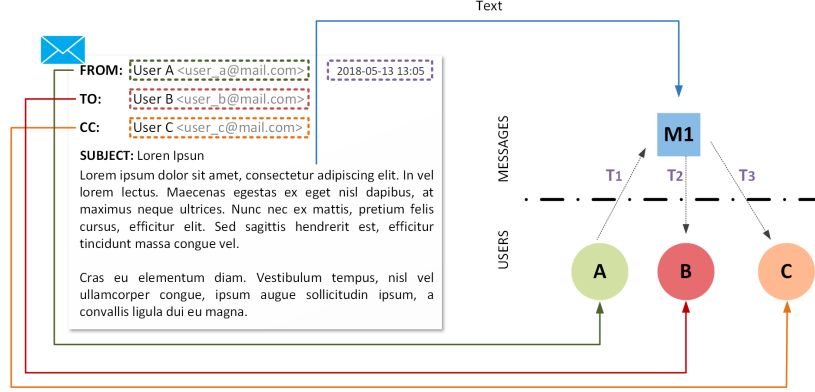 Text
FROM: User A <user_a@mail.com> 2018-05-13 13:05
TO: User B <user_b@mail.com>
CC: User C <user_c@mail.com>
SUBJECT: Loren Ipsun
Lorem ipsum dolor sit amet, consectetur adipiscing elit. In vel
lorem lectus. Maecenas egestas ex eget nisl dapibus, at
maximus neque ultrices. Nunc nec ex mattis, pretium felis
cursus, efficitur elit. Sed sagittis hendrerit est, efficitur
tincidunt massa congue vel.
Cras eu elementum diam. Vestibulum tempus, nisl vel
ullamcorper congue, ipsum augue sollicitudin ipsum, a
convallis ligula dui eu magna.
MESSAGES
M1
T1 T2 T3
USERS
A B C